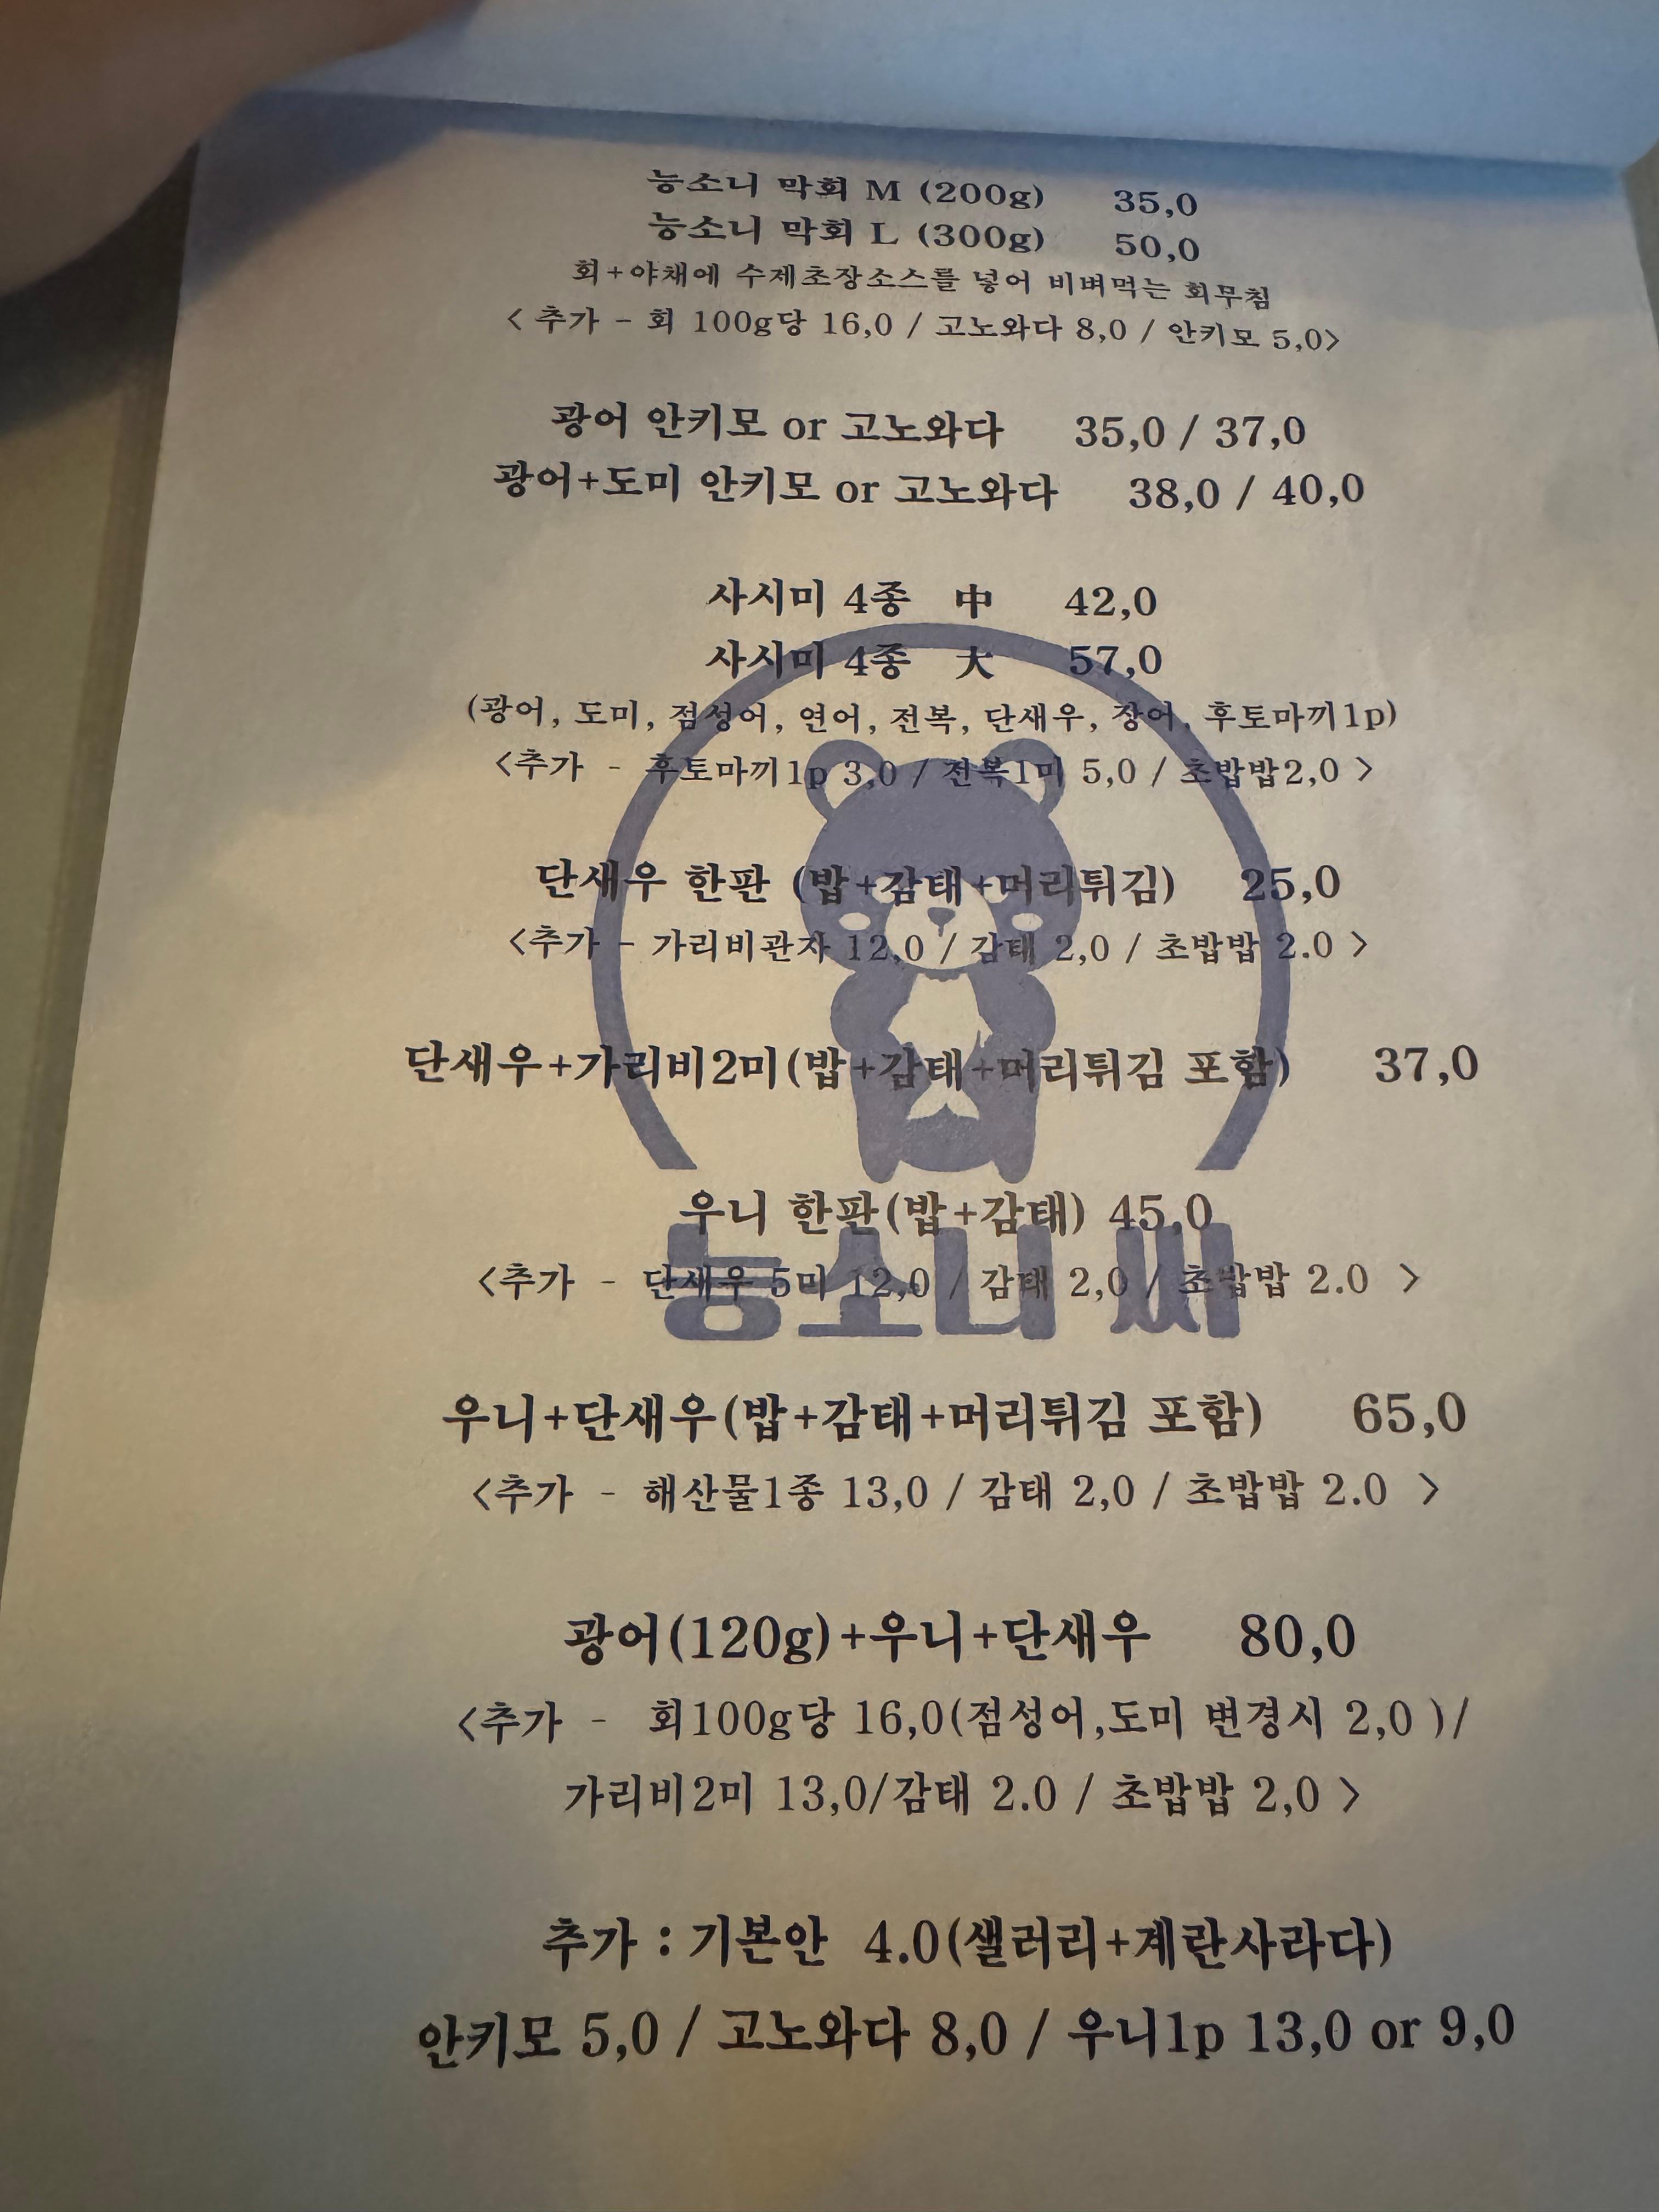 능소니 막회 M (200g) 35,0
능소니 막회 L (300g) 50,0
회+야채에 수제초장소스를 넣어 비벼먹는 회무침
< 추가 - 회 100g당 16,0 / 고노와다 8,0 / 안키모 5,0>
광어 안키모 or 고노와다 35,0 / 37,0
광어+도미 안키모 or 고노와다 38,0 / 40,0
사시미 4종 中 42,0
사시미 4종 大 57,0
(광어, 도미, 점성어, 연어, 전복, 단새우, 장어, 후토마끼1p)
<추가 - 후토마끼1p 3,0 / 전복1미 5,0 / 초밥밥2,0 >
단새우 한판 (밥+감태+머리튀김) 25,0
<추가 - 가리비관자 12,0 / 감태 2,0 / 초밥밥 2.0 >
단새우+가리비2미(밥+감태+머리튀김 포함) 37,0
우니 한판(밥+감태) 45,0
<추가 - 단새우 5미 12,0 / 감태 2,0 / 초밥밥 2.0 >
능소니 씨
우니+단새우(밥+감태+머리튀김 포함) 65,0
<추가 - 해산물1종 13,0 / 감태 2,0 / 초밥밥 2.0 >
광어(120g)+우니+단새우 80,0
<추가 - 회100g당 16,0(점성어,도미 변경시 2,0 )/
가리비2미 13,0/감태 2.0 / 초밥밥 2,0 >
추가 : 기본안 4.0(샐러리+계란사라다)
안키모 5,0 / 고노와다 8,0 / 우니1p 13,0 or 9,0